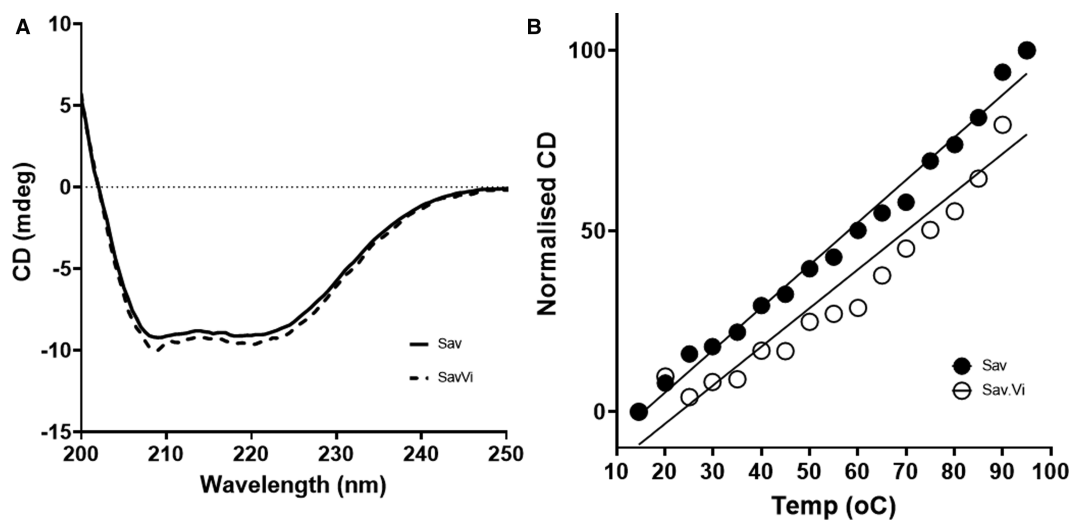 A
10
5
0
-5
-10
-15
200
210
220
230
240
250
CD (mdeg)
Wavelength (nm)
Sav
SavVi
B
100
50
0
10
20
30
40
50
60
70
80
90
100
Normalised CD
Temp (oC)
Sav
Sav.Vi